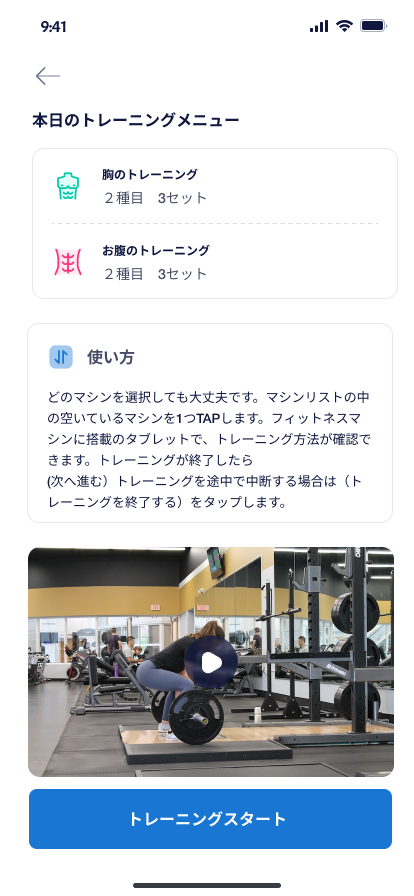 9:41
本日のトレーニングメニュー
胸のトレーニング
２種目　3セット
お腹のトレーニング
２種目　3セット
使い方
どのマシンを選択しても大丈夫です。マシンリストの中
の空いているマシンを1つTAPします。フィットネスマ
シンに搭載のタブレットで、トレーニング方法が確認で
きます。トレーニングが終了したら
(次へ進む）トレーニングを途中で中断する場合は（ト
レーニングを終了する）をタップします。
トレーニングスタート